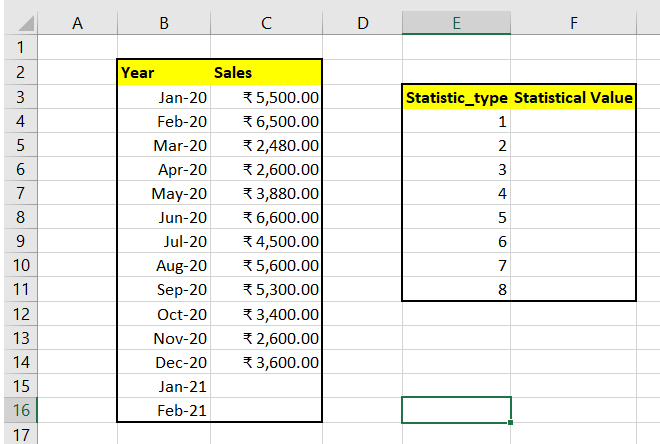 A B C D E F
1
2 Year Sales
3 Jan-20 ₹ 5,500.00 Statistic_type Statistical Value
4 Feb-20 ₹ 6,500.00 1
5 Mar-20 ₹ 2,480.00 2
6 Apr-20 ₹ 2,600.00 3
7 May-20 ₹ 3,880.00 4
8 Jun-20 ₹ 6,600.00 5
9 Jul-20 ₹ 4,500.00 6
10 Aug-20 ₹ 5,600.00 7
11 Sep-20 ₹ 5,300.00 8
12 Oct-20 ₹ 3,400.00
13 Nov-20 ₹ 2,600.00
14 Dec-20 ₹ 3,600.00
15 Jan-21
16 Feb-21
17